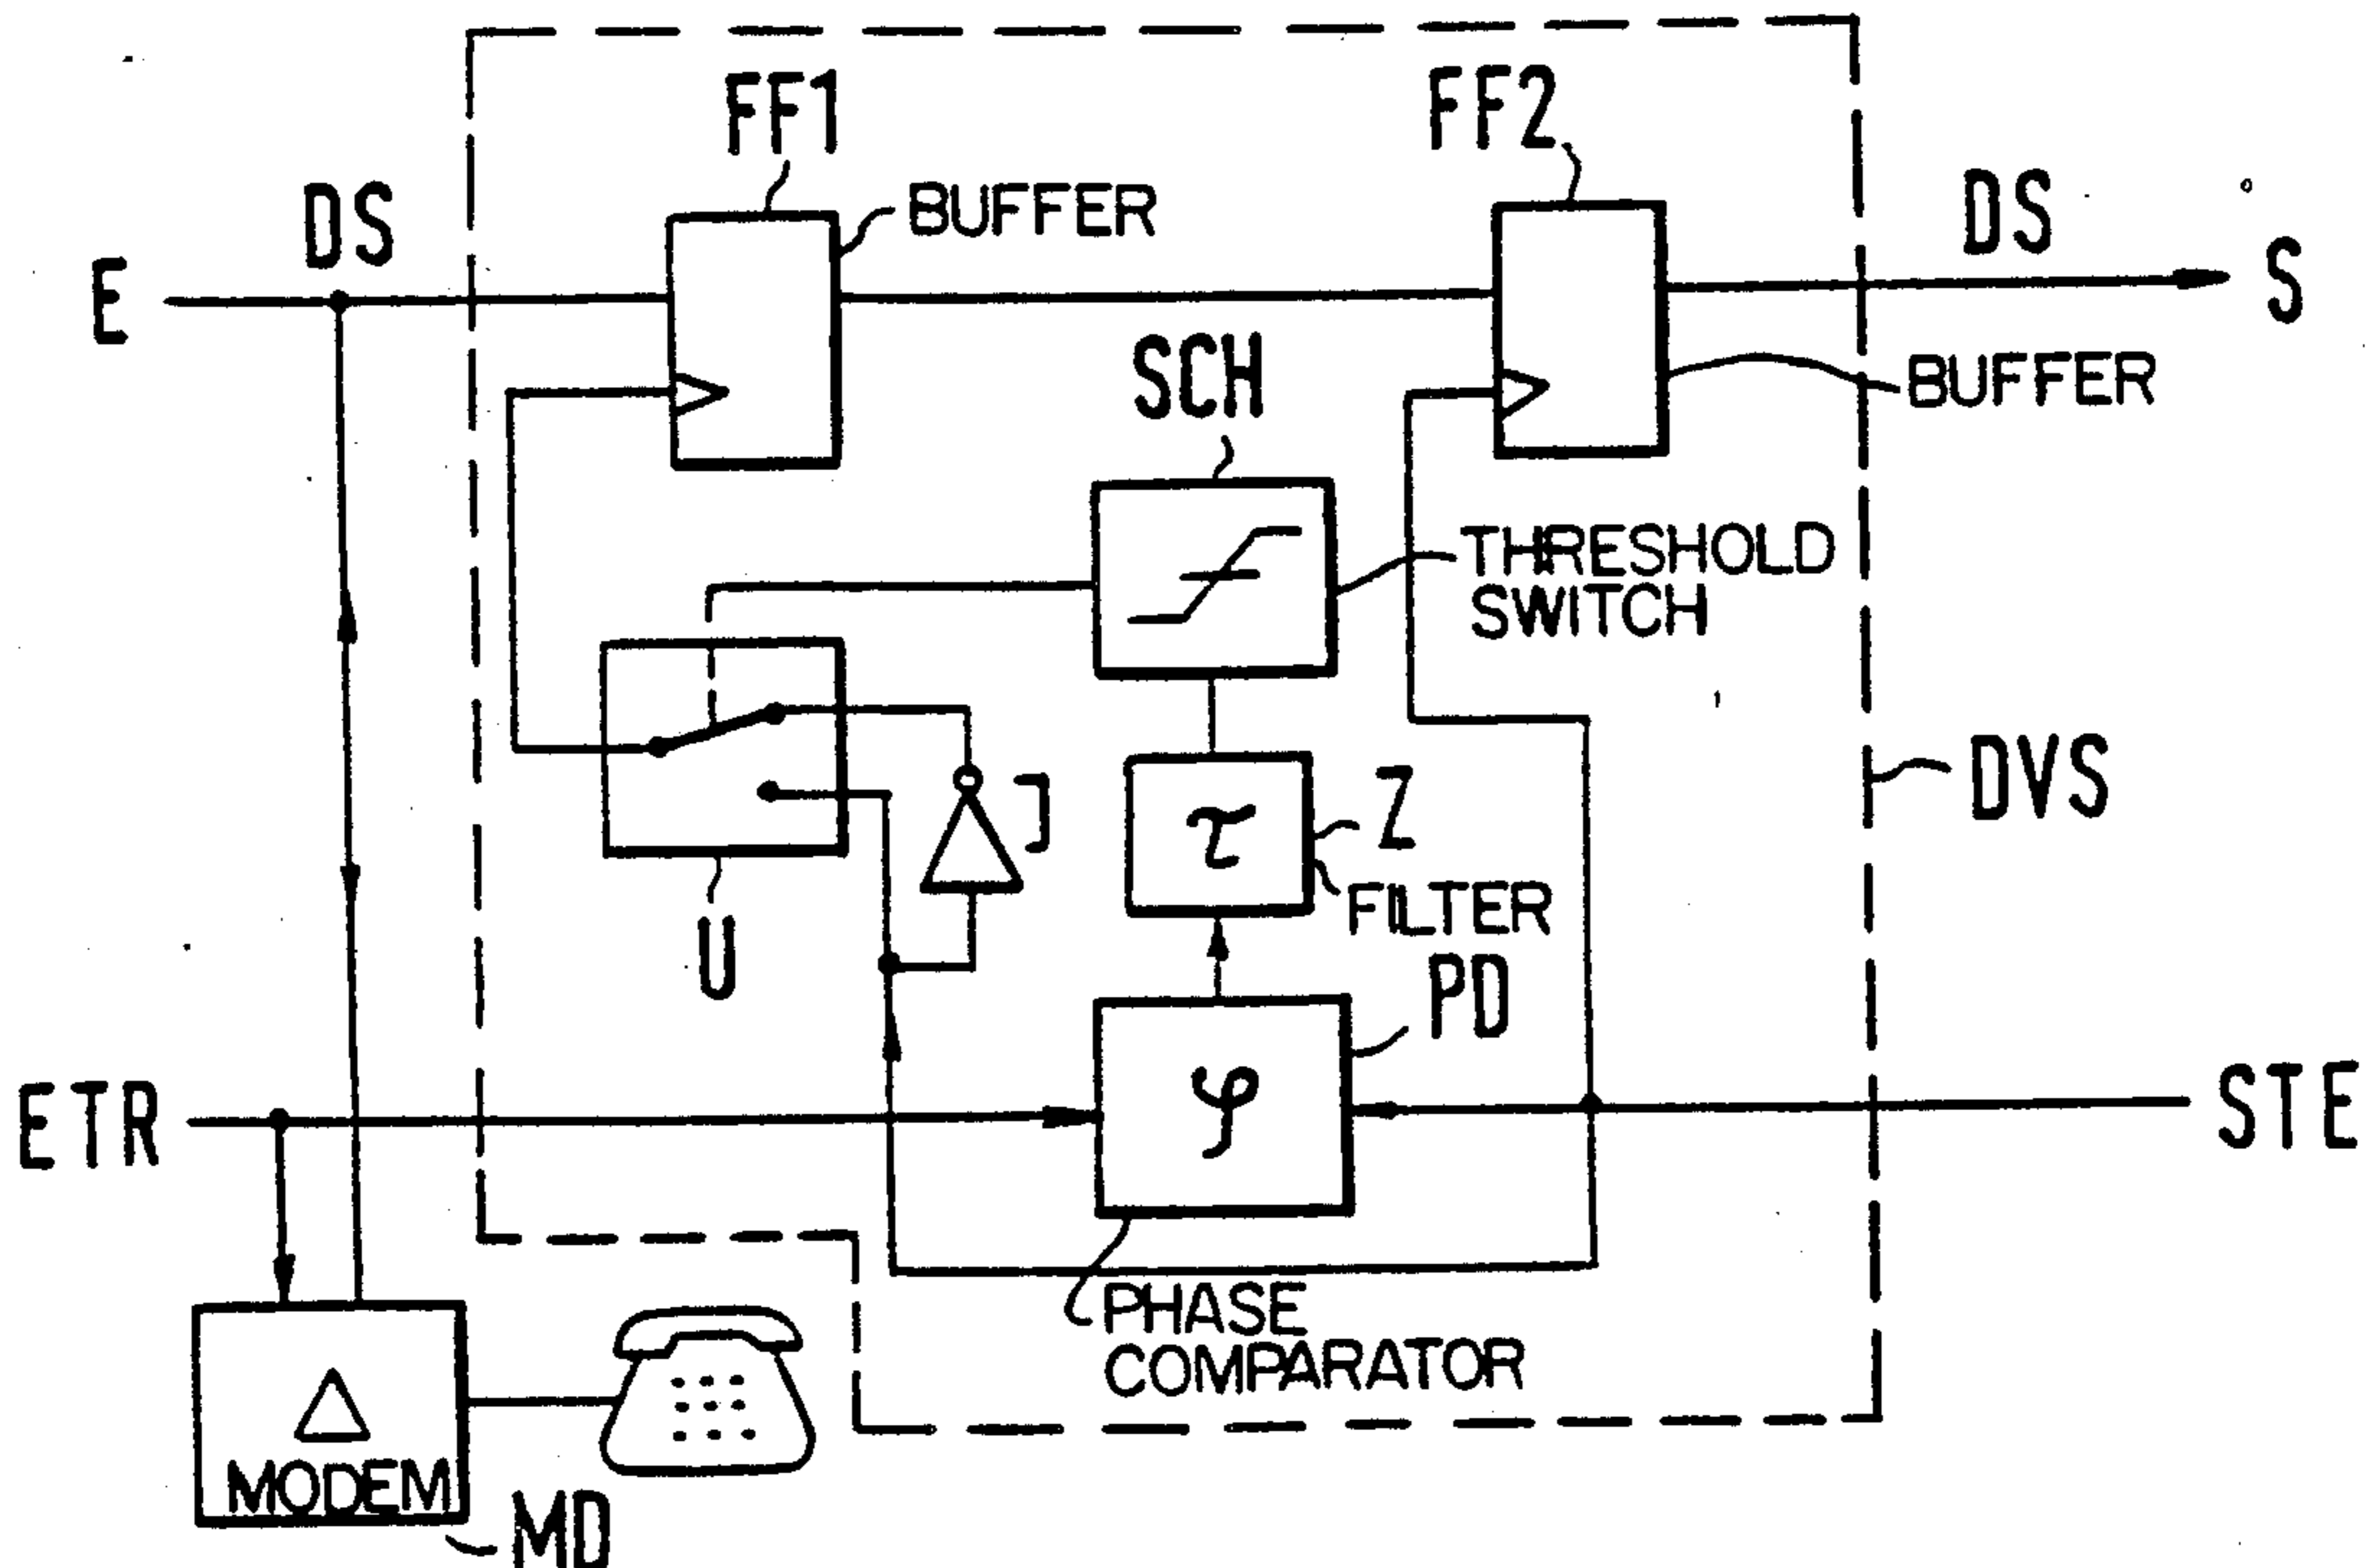 FF1
FF2
DS
BUFFER
DS
E
S
SCH
BUFFER
THRESHOLD
SWITCH
J
τ
Z
DVS
FILTER
U
PD
ETR
φ
STE
PHASE
COMPARATOR
MODEM
MD